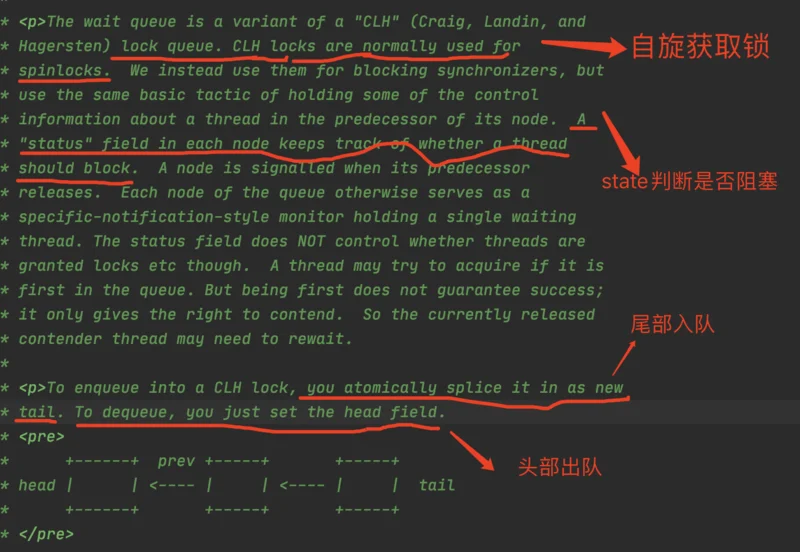 *
* <p>The wait queue is a variant of a "CLH" (Craig, Landin, and
* Hagersten) lock queue. CLH locks are normally used for
自旋获取锁
* spinlocks.  We instead use them for blocking synchronizers, but
* use the same basic tactic of holding some of the control
* information about a thread in the predecessor of its node.  A
* "status" field in each node keeps track of whether a thread
* should block.  A node is signalled when its predecessor
state判断是否阻塞
* releases.  Each node of the queue otherwise serves as a
* specific-notification-style monitor holding a single waiting
* thread. The status field does NOT control whether threads are
* granted locks etc though.  A thread may try to acquire if it is
* first in the queue. But being first does not guarantee success;
* it only gives the right to contend.  So the currently released
尾部入队
* contender thread may need to rewait.
*
* <p>To enqueue into a CLH lock, you atomically splice it in as new
* tail. To dequeue, you just set the head field.
* <pre>
*      +------+  prev +-----+       +-----+
头部出队
* head |      | <---- |     | <---- |     |  tail
*      +------+       +-----+       +-----+
* </pre>